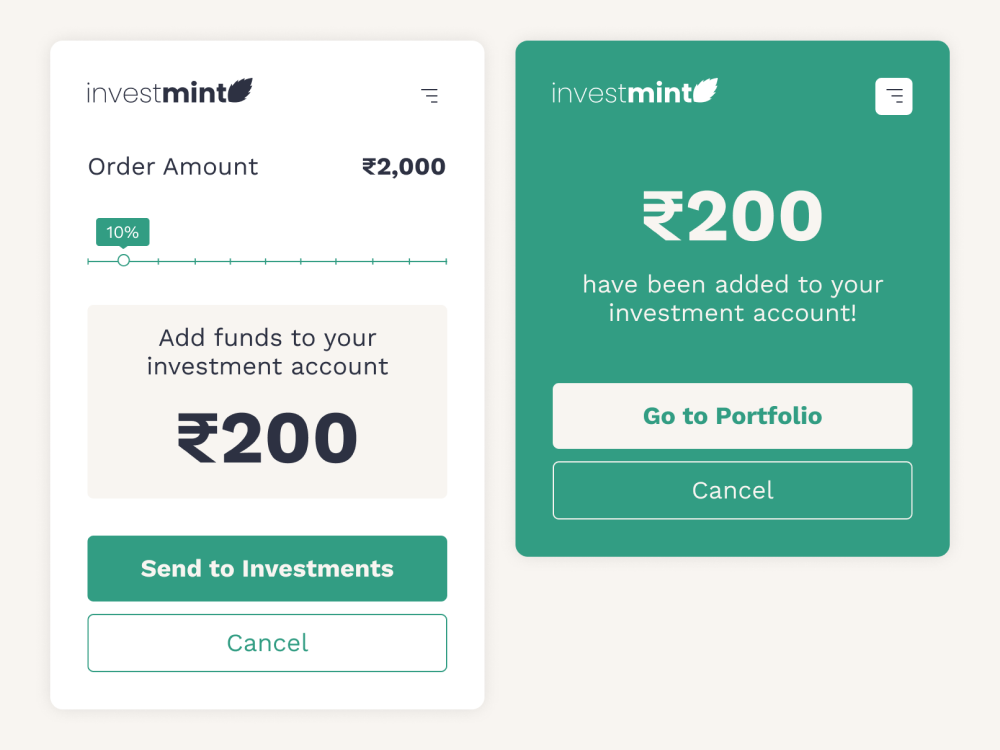 investmint
Order Amount ₹2,000
10%
Add funds to your
investment account
₹200
Send to Investments
Cancel
investmint
₹200
have been added to your
investment account!
Go to Portfolio
Cancel